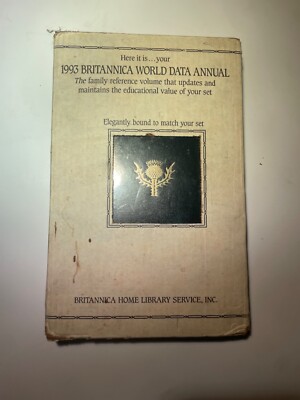 Here it is...your
1993 BRITANNICA WORLD DATA ANNUAL
The family reference volume that updates and
maintains the educational value of your set
Elegantly bound to match your set
BRITANNICA HOME LIBRARY SERVICE, INC.